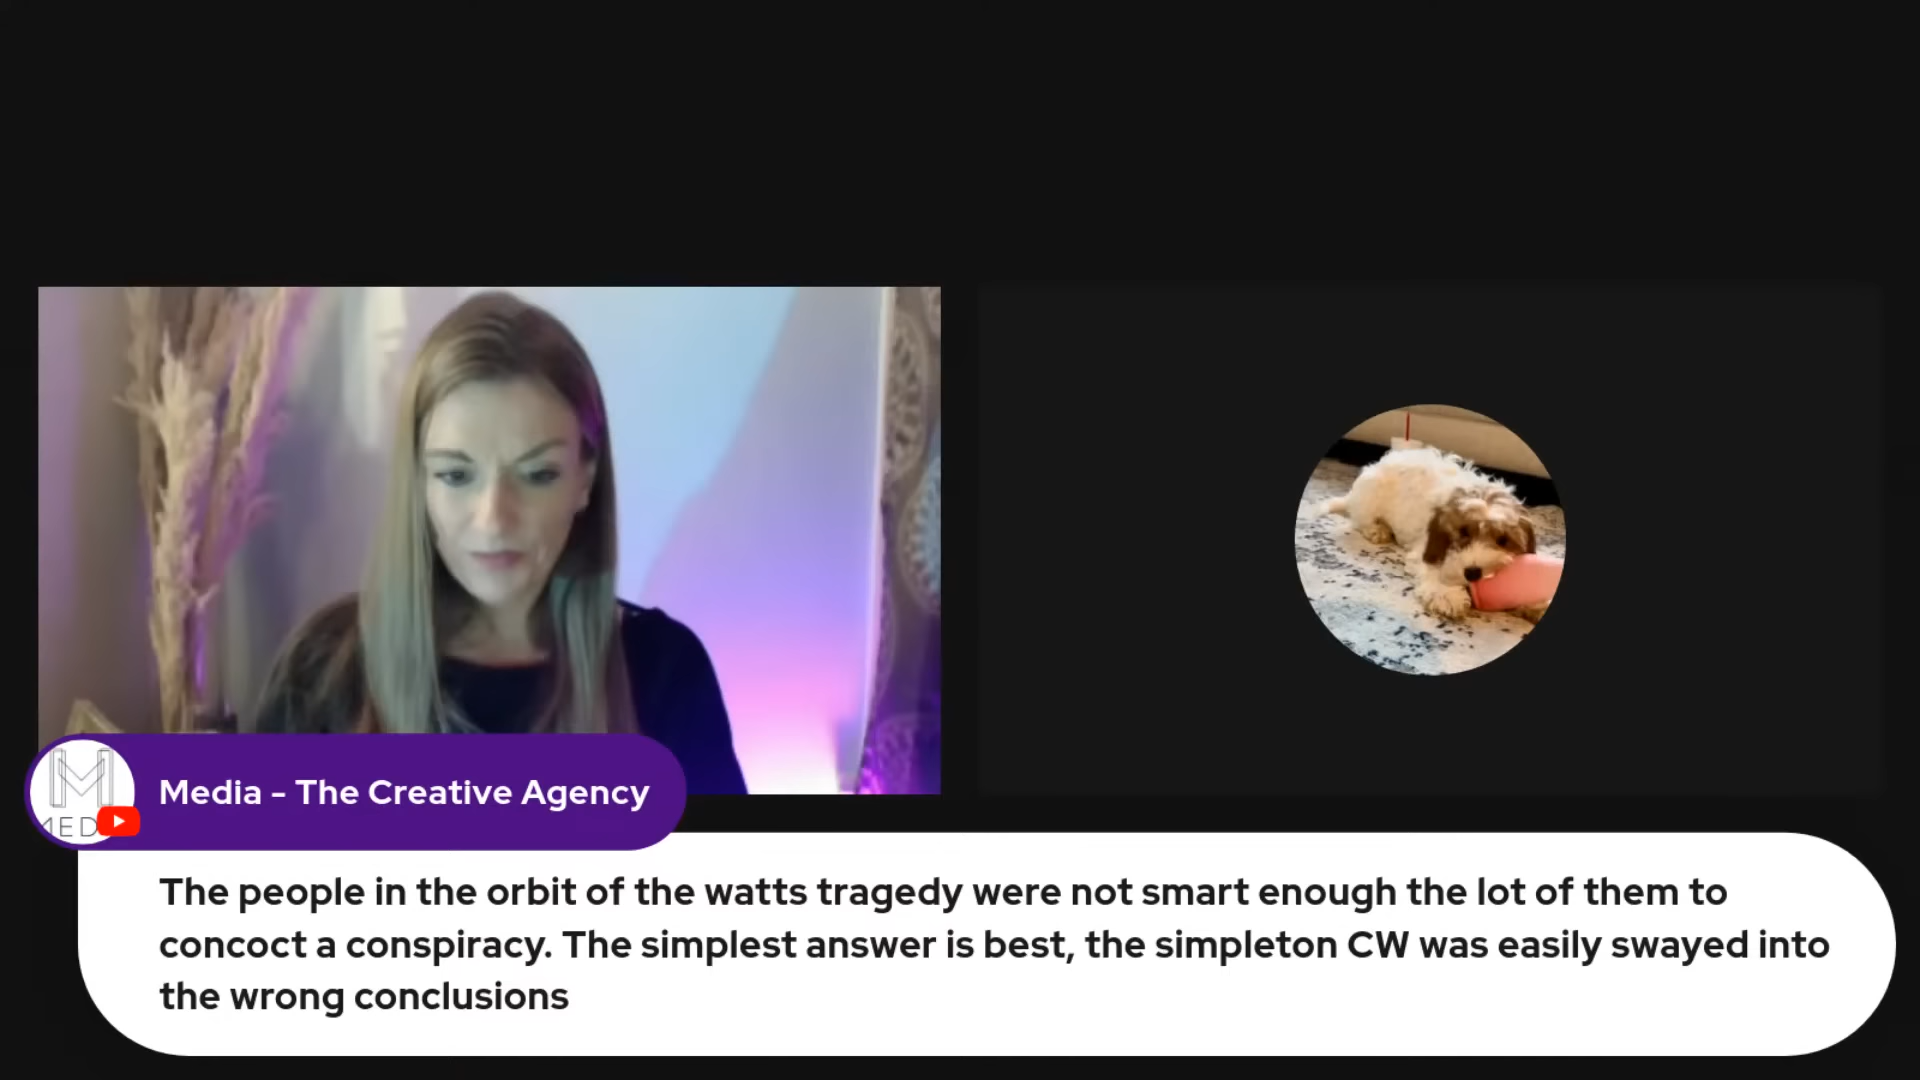 MED
Media - The Creative Agency
The people in the orbit of the watts tragedy were not smart enough the lot of them to
concoct a conspiracy. The simplest answer is best, the simpleton CW was easily swayed into
the wrong conclusions